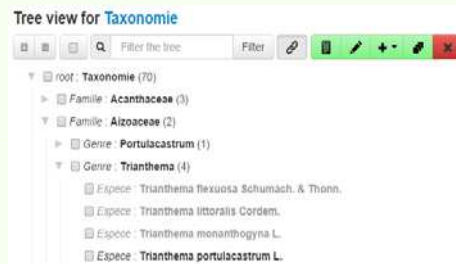 Tree view for Taxonomie
Filter the tree Filter
root : Taxonomie (70)
Famille : Acanthaceae (3)
Famille : Aizoaceae (2)
Genre : Portulacastrum (1)
Genre : Trianthema (4)
Espece : Trianthema flexuosa Schumach. & Thonn.
Espece : Trianthema littoralis Cordem.
Espece : Trianthema monanthogyna L.
Espece : Trianthema portulacastrum L.